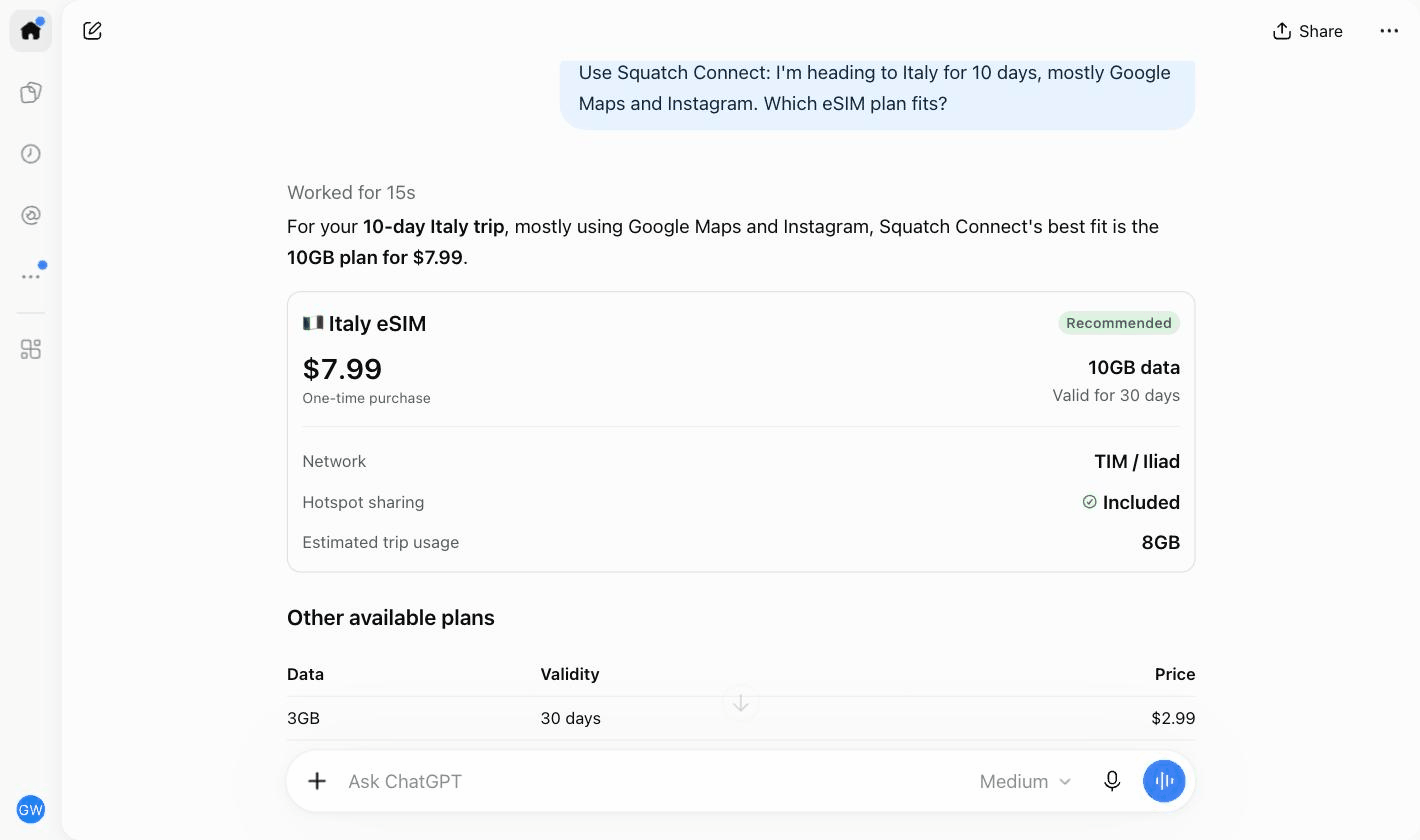 Share
Use Squatch Connect: I'm heading to Italy for 10 days, mostly Google
Maps and Instagram. Which eSIM plan fits?
Worked for 15s
For your 10-day Italy trip, mostly using Google Maps and Instagram, Squatch Connect's best fit is the
10GB plan for $7.99.
Italy eSIM
Recommended
$7.99
10GB data
One-time purchase
Valid for 30 days
Network
TIM / Iliad
Hotspot sharing
Included
Estimated trip usage
8GB
Other available plans
Data Validity Price
3GB 30 days $2.99
Ask ChatGPT
Medium
GW